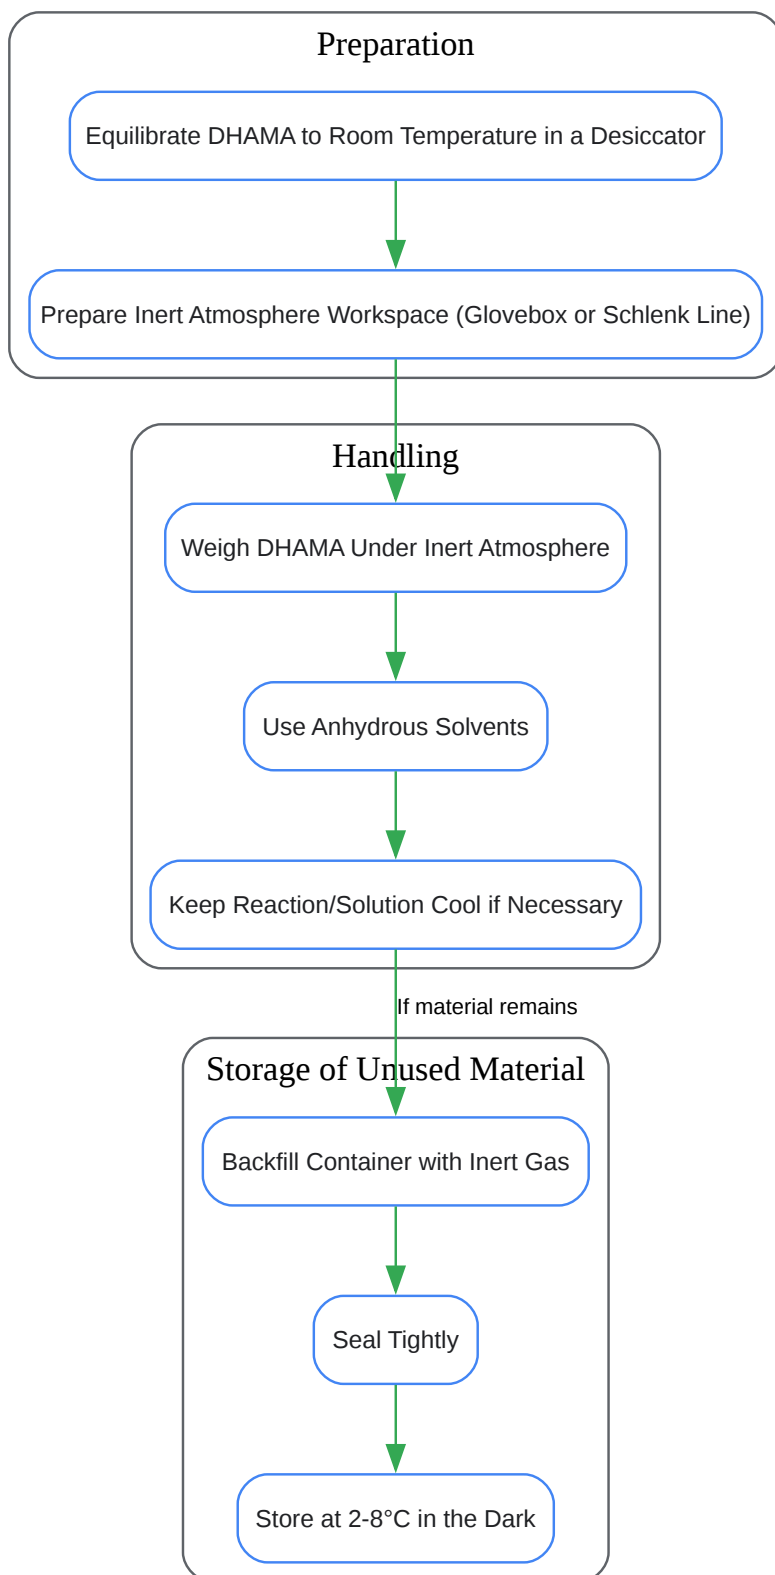 Preparation
Equilibrate DHAMA to Room Temperature in a Desiccator
Prepare Inert Atmosphere Workspace (Glovebox or Schlenk Line)
Handling
Weigh DHAMA Under Inert Atmosphere
Use Anhydrous Solvents
Keep Reaction/Solution Cool if Necessary
If material remains
Storage of Unused Material
Backfill Container with Inert Gas
Seal Tightly
Store at 2-8°C in the Dark